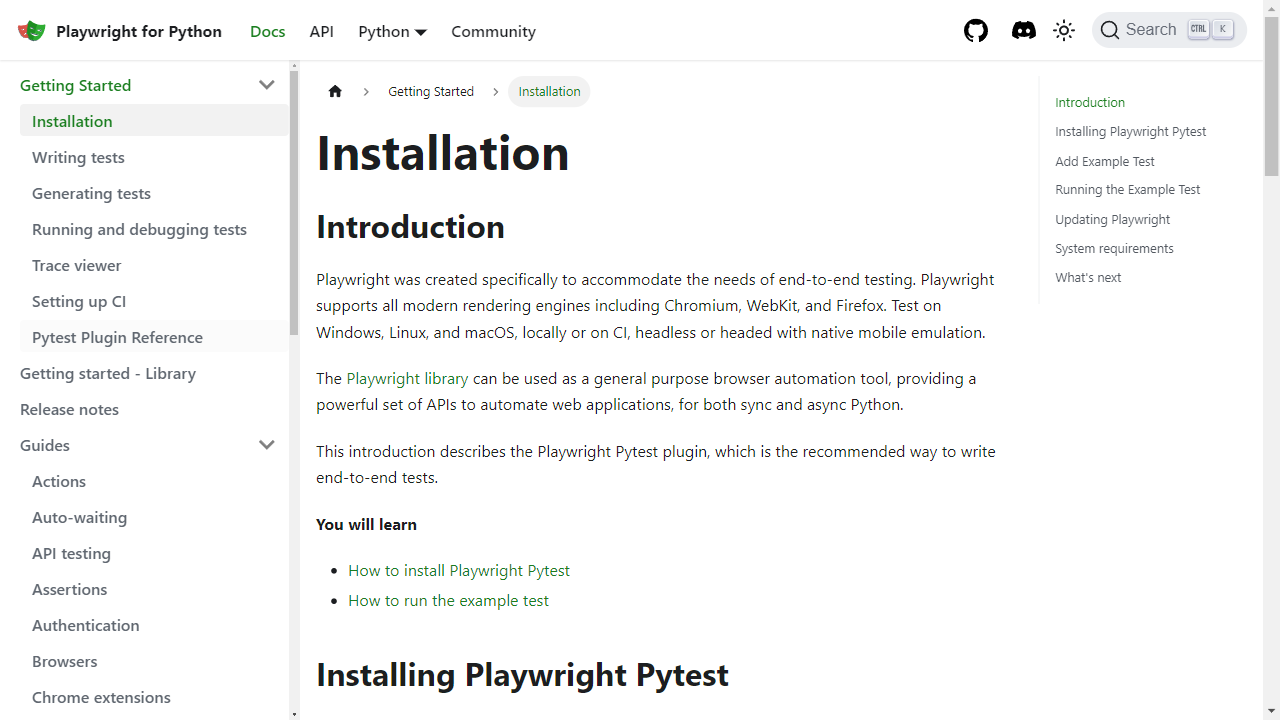 Playwright for Python
Docs
API
Python
Community
Search
CTRL
K
Getting Started
Installation
Writing tests
Generating tests
Running and debugging tests
Trace viewer
Setting up CI
Pytest Plugin Reference
Getting started - Library
Release notes
Guides
Actions
Auto-waiting
API testing
Assertions
Authentication
Browsers
Chrome extensions
Getting Started
Installation
Installation
Introduction
Playwright was created specifically to accommodate the needs of end-to-end testing. Playwright
supports all modern rendering engines including Chromium, WebKit, and Firefox. Test on
Windows, Linux, and macOS, locally or on CI, headless or headed with native mobile emulation.
The Playwright library can be used as a general purpose browser automation tool, providing a
powerful set of APIs to automate web applications, for both sync and async Python.
This introduction describes the Playwright Pytest plugin, which is the recommended way to write
end-to-end tests.
You will learn
How to install Playwright Pytest
How to run the example test
Installing Playwright Pytest
Introduction
Installing Playwright Pytest
Add Example Test
Running the Example Test
Updating Playwright
System requirements
What's next